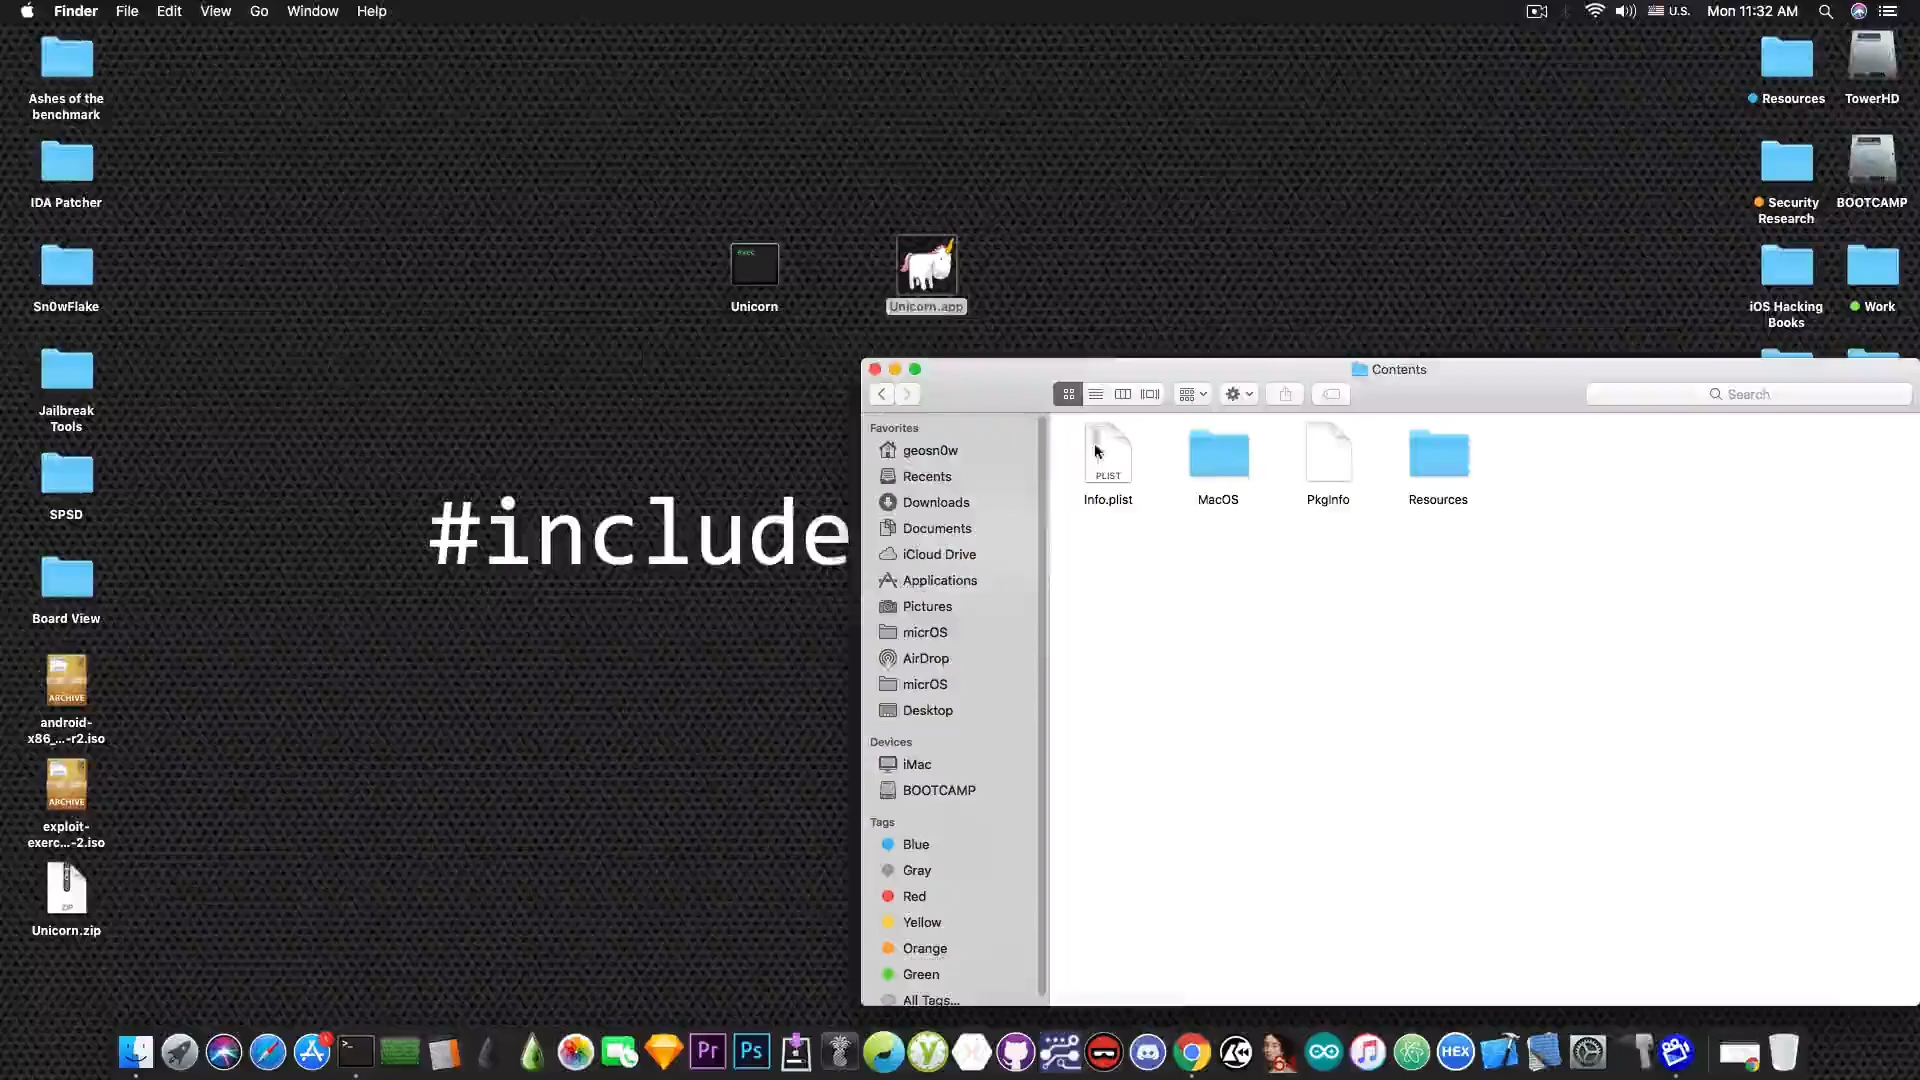 Finder File Edit View Go Window Help
U.S. Mon 11:32 AM
Ashes of the
benchmark
IDA Patcher
Sn0wFlake
Jailbreak
Tools
SPSD
Board View
ARCHIVE
android-
x86_...-r2.iso
ARCHIVE
exploit-
exerc...-2.iso
ZIP
Unicorn.zip
exec
Unicorn
Unicorn.app
#include
Resources
TowerHD
Security
Research
BOOTCAMP
iOS Hacking
Books
Work
Contents
Search
Favorites
geosn0w
Recents
Downloads
Documents
iCloud Drive
Applications
Pictures
micrOS
AirDrop
micrOS
Desktop
Devices
iMac
BOOTCAMP
Tags
Blue
Gray
Red
Yellow
Orange
Green
All Tags...
PLIST
Info.plist
MacOS
PkgInfo
Resources
Pr
Ps
HEX